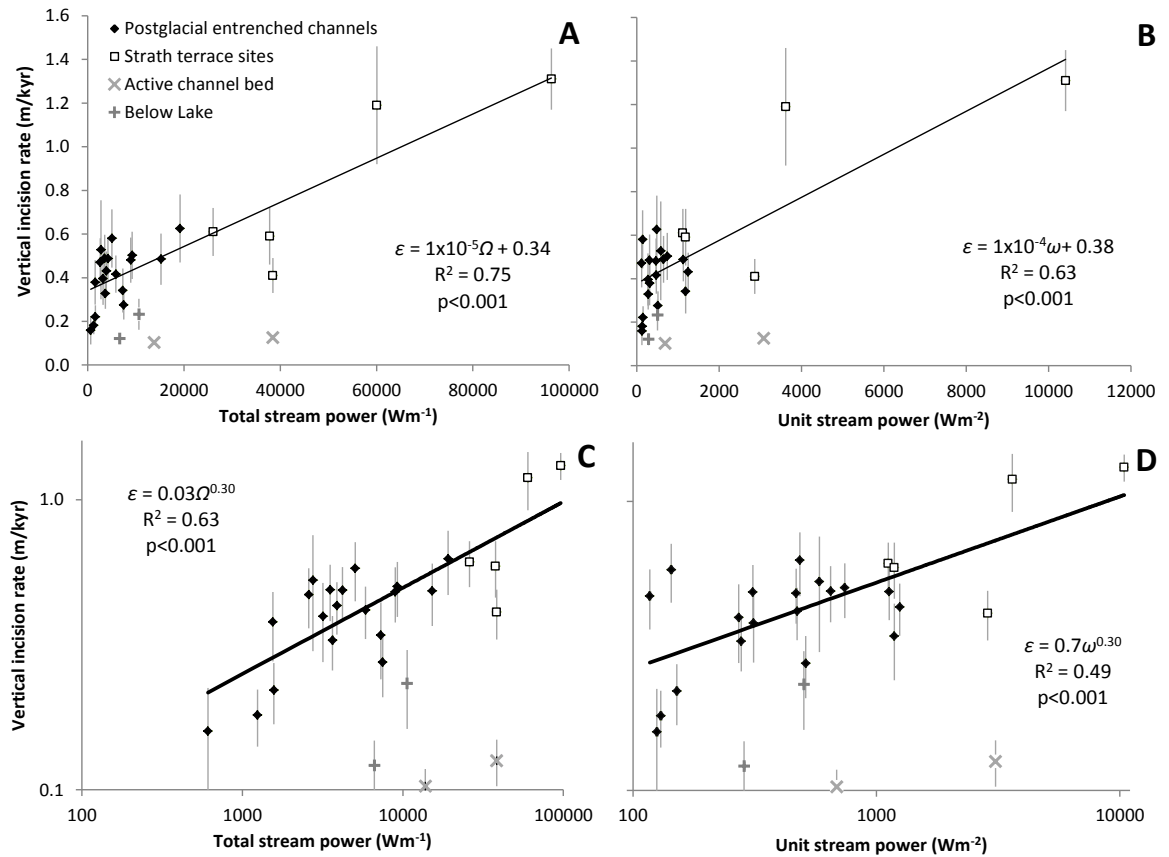 A
Postglacial entrenched channels
Strath terrace sites
Active channel bed
Below Lake
1.6
1.4
1.2
1.0
0.8
0.6
0.4
0.2
0.0
Vertical incision rate (m/kyr)
ε = 1x10⁻⁵Ω + 0.34
R² = 0.75
p<0.001
0 20000 40000 60000 80000 100000
Total stream power (Wm⁻¹)
B
ε = 1x10⁻⁴ω+ 0.38
R² = 0.63
p<0.001
0 2000 4000 6000 8000 10000 12000
Unit stream power (Wm⁻²)
C
ε = 0.03Ω⁰·³⁰
R² = 0.63
p<0.001
1.0
0.1
Vertical incision rate (m/kyr)
100 1000 10000 100000
Total stream power (Wm⁻¹)
D
ε = 0.7ω⁰·³⁰
R² = 0.49
p<0.001
100 1000 10000
Unit stream power (Wm⁻²)